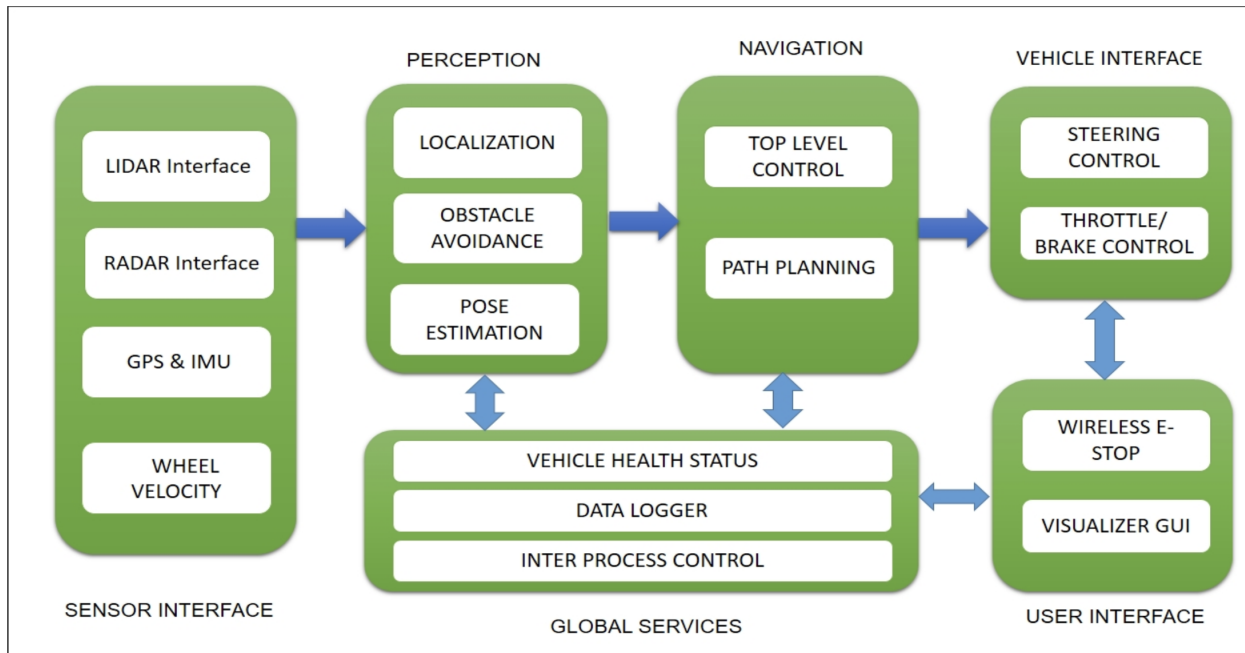 SENSOR INTERFACE
LIDAR Interface
RADAR Interface
GPS & IMU
WHEEL
VELOCITY
PERCEPTION
LOCALIZATION
OBSTACLE
AVOIDANCE
POSE
ESTIMATION
NAVIGATION
TOP LEVEL
CONTROL
PATH PLANNING
VEHICLE INTERFACE
STEERING
CONTROL
THROTTLE/
BRAKE CONTROL
VEHICLE HEALTH STATUS
DATA LOGGER
INTER PROCESS CONTROL
GLOBAL SERVICES
WIRELESS E-
STOP
VISUALIZER GUI
USER INTERFACE